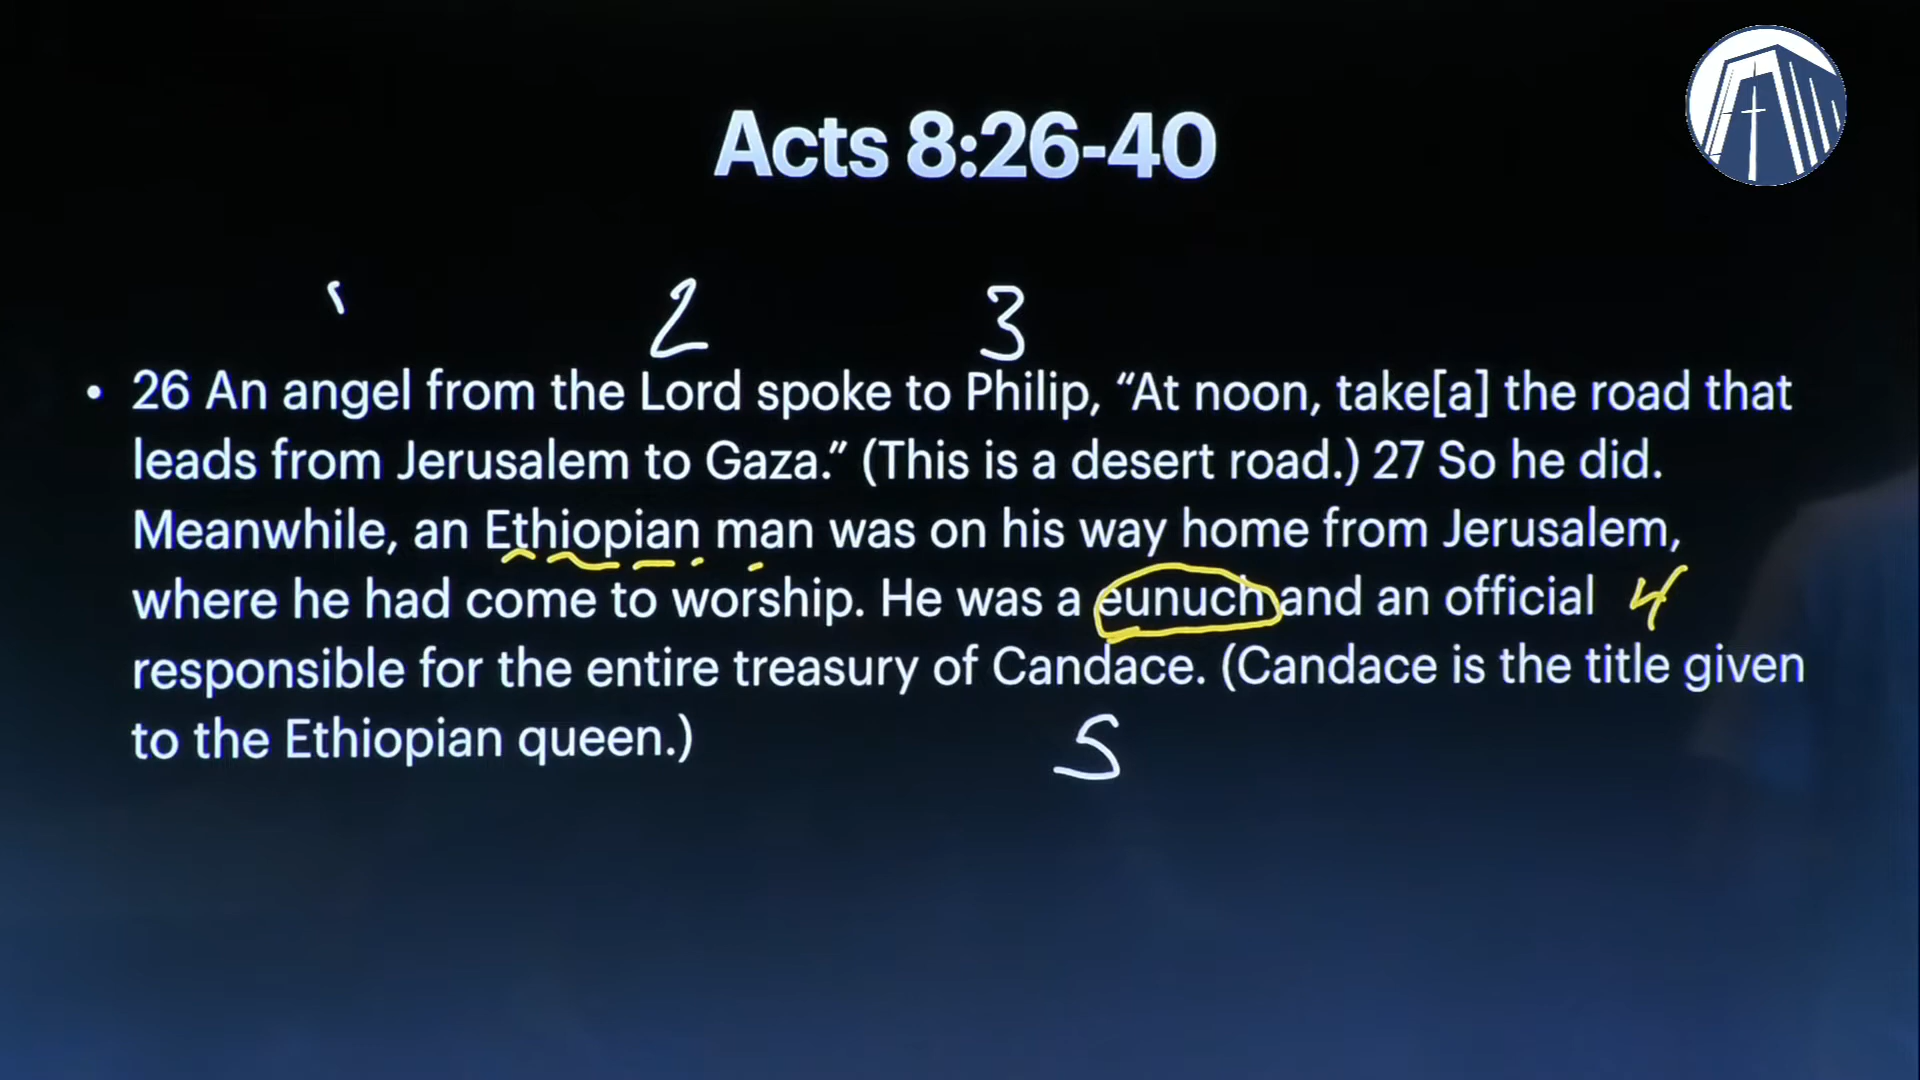 Acts 8:26-40
2 3
• 26 An angel from the Lord spoke to Philip, “At noon, take[a] the road that
leads from Jerusalem to Gaza.” (This is a desert road.) 27 So he did.
Meanwhile, an Ethiopian man was on his way home from Jerusalem,
where he had come to worship. He was a eunuch and an official 4
responsible for the entire treasury of Candace. (Candace is the title given
to the Ethiopian queen.) 5